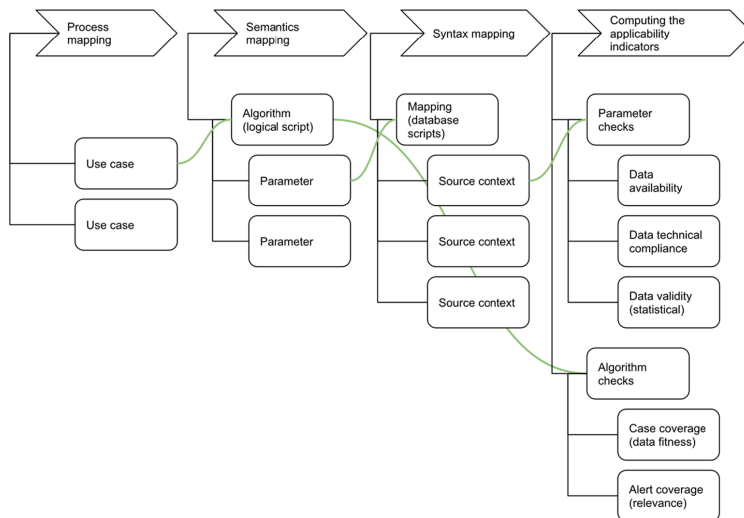 Process
mapping
Semantics
mapping
Syntax mapping
Computing the
applicability
indicators
Use case
Use case
Algorithm
(logical script)
Parameter
Parameter
Mapping
(database
scripts)
Source context
Source context
Source context
Parameter
checks
Data
availability
Data technical
compliance
Data validity
(statistical)
Algorithm
checks
Case coverage
(data fitness)
Alert coverage
(relevance)